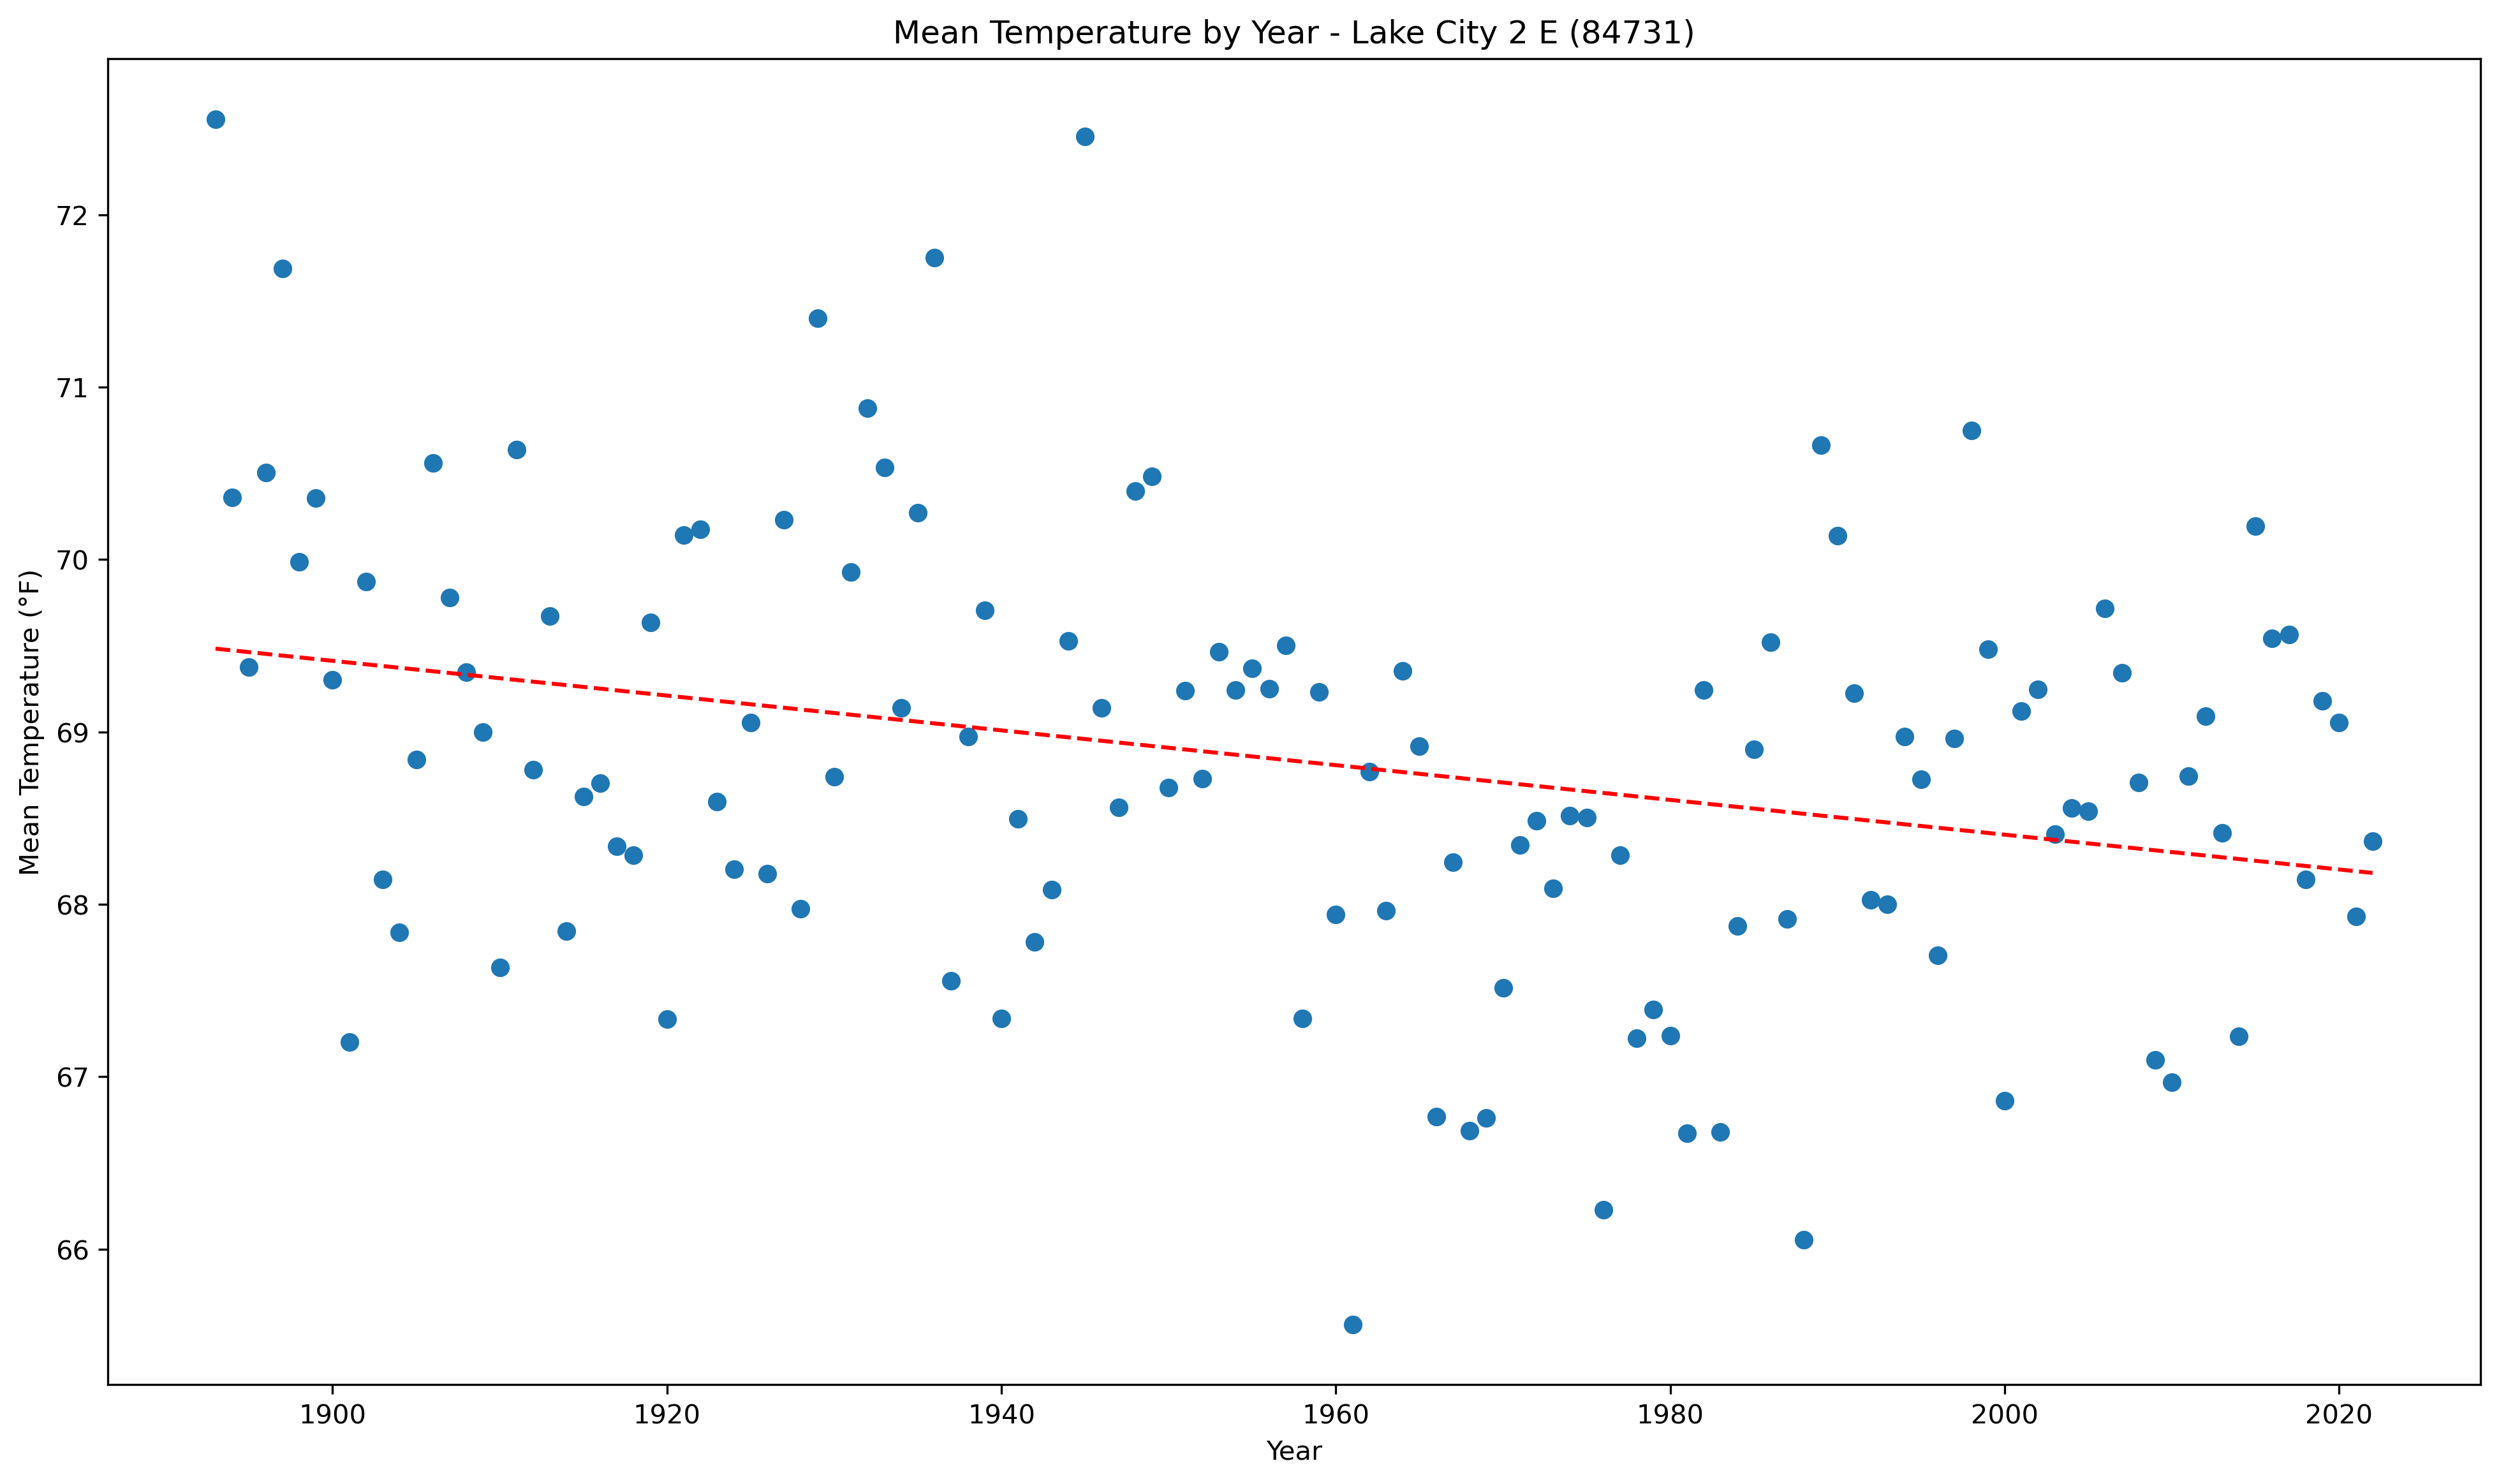 Mean Temperature by Year - Lake City 2 E (84731)
Mean Temperature (°F)
72
71
70
69
68
67
66
1900 1920 1940 1960 1980 2000 2020
Year